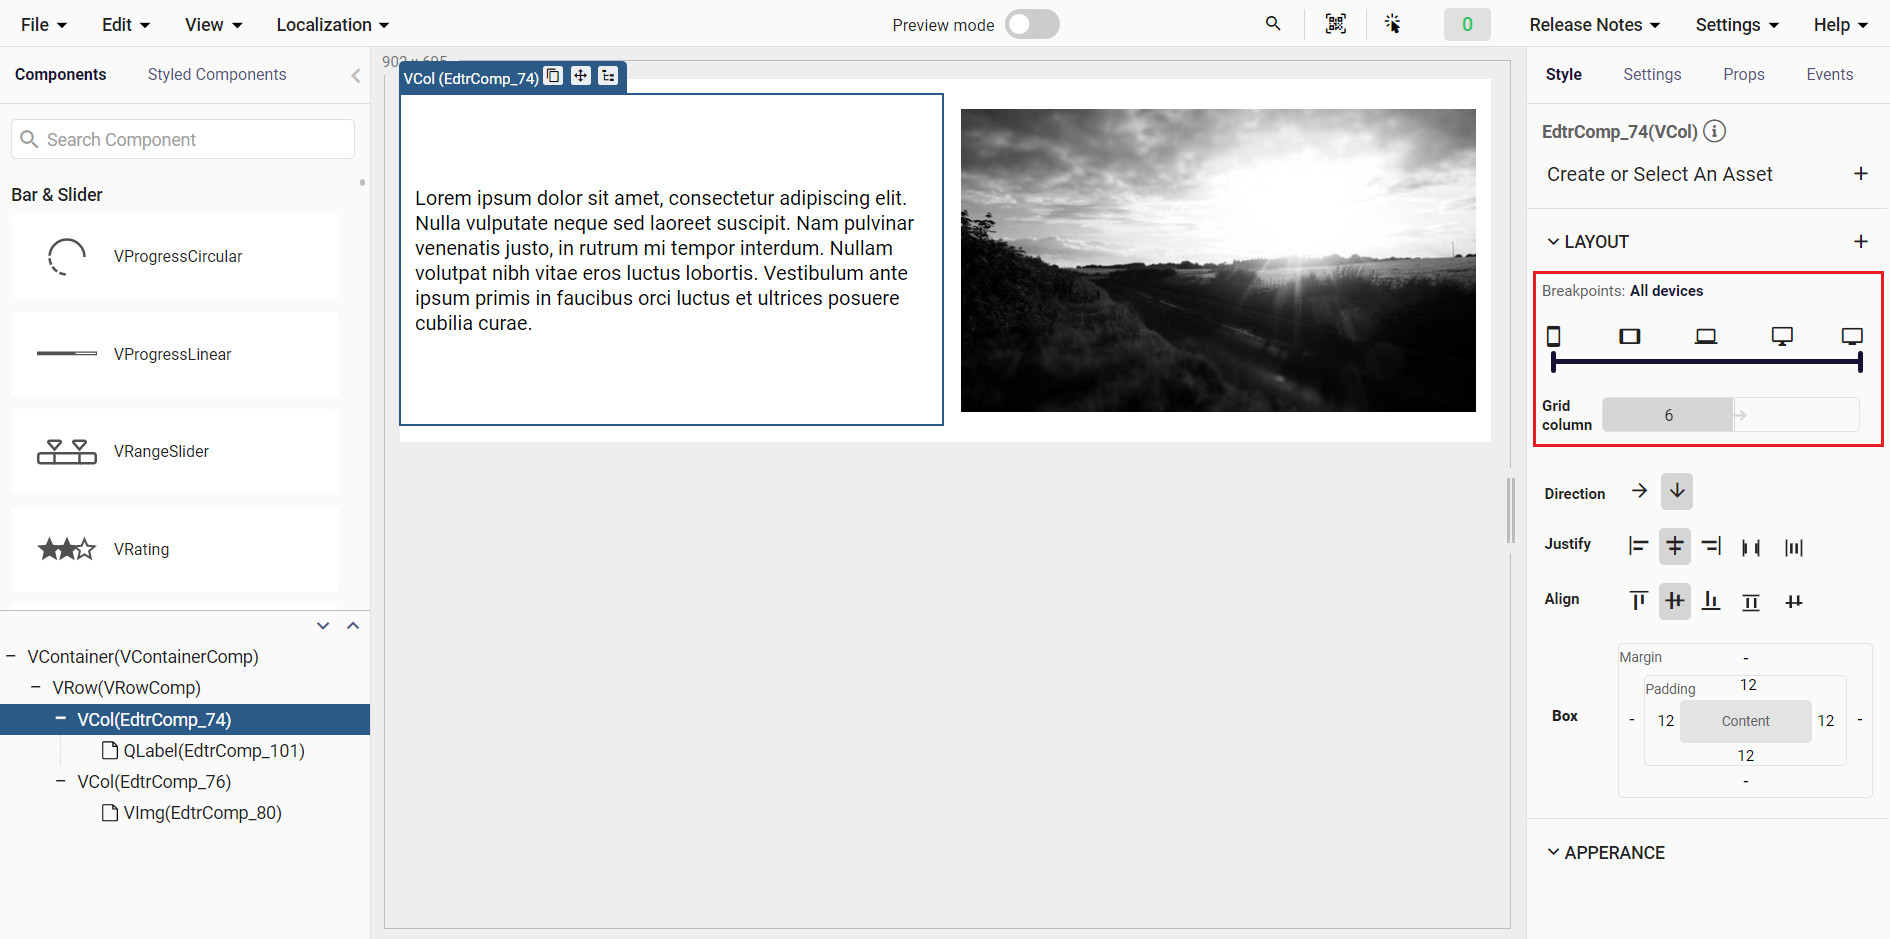 File
Edit
View
Localization
Preview mode
0
Release Notes
Settings
Help
Components
Styled Components
Search Component
Bar & Slider
VProgressCircular
VProgressLinear
VRangeSlider
VRating
VContainer(VContainerComp)
VRow(VRowComp)
VCol(EdtrComp_74)
QLabel(EdtrComp_101)
VCol(EdtrComp_76)
VImg(EdtrComp_80)
VCol (EdtrComp_74)
Lorem ipsum dolor sit amet, consectetur adipiscing elit.
Nulla vulputate neque sed laoreet suscipit. Nam pulvinar
venenatis justo, in rutrum mi tempor interdum. Nullam
volutpat nibh vitae eros luctus lobortis. Vestibulum ante
ipsum primis in faucibus orci luctus et ultrices posuere
cubilia curae.
Style
Settings
Props
Events
EdtrComp_74(VCol)
Create or Select An Asset
LAYOUT
Breakpoints: All devices
Grid
column
6
Direction
Justify
Align
Box
Margin
-
Padding
12
-
12
Content
12
-
12
-
APPERANCE